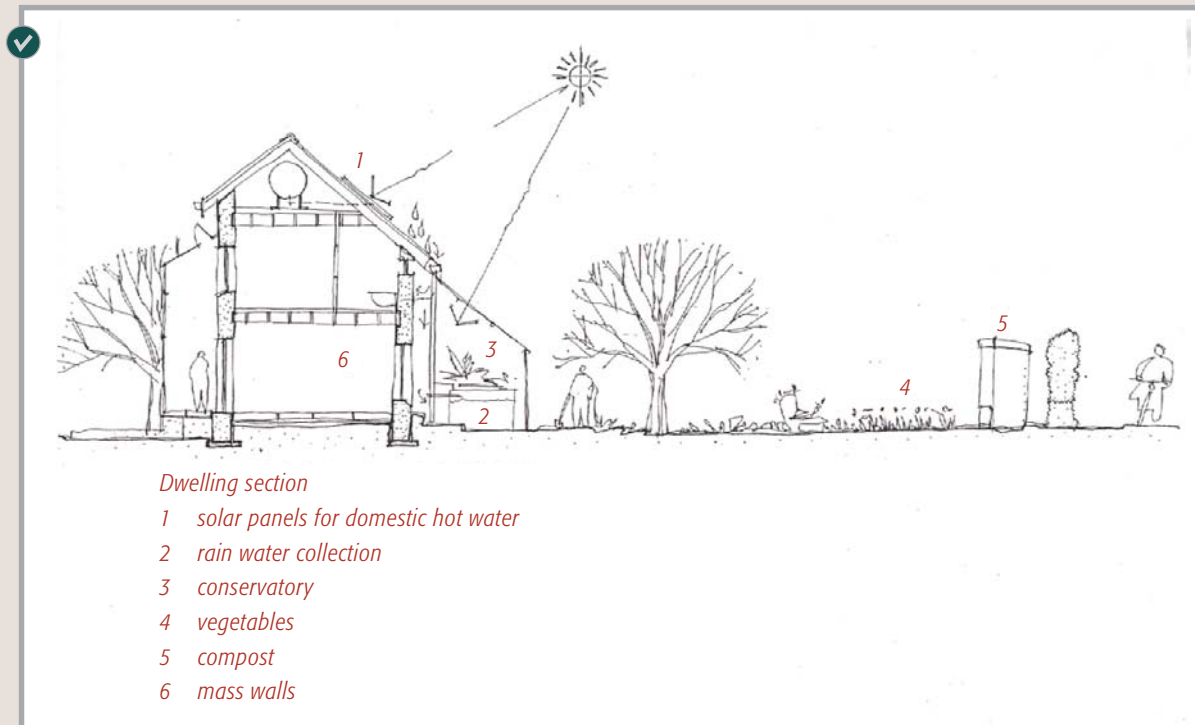 1
3
5
6
4
2
Dwelling section
1 solar panels for domestic hot water
2 rain water collection
3 conservatory
4 vegetables
5 compost
6 mass walls